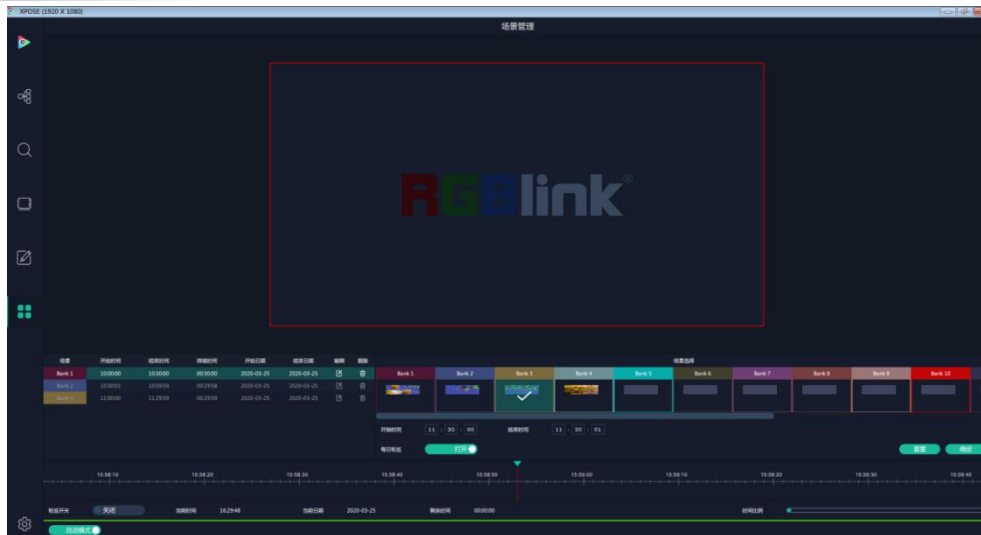 XPOSE (1920 X 1080)
场景管理
RGBlink®
场景 开始时间 结束时间 持续时间 开始日期 结束日期 编辑 删除
Bank 1 10:00:00 10:30:00 00:30:00 2020-03-25 2020-03-25
Bank 2 10:30:01 10:59:59 00:29:58 2020-03-25 2020-03-25
11:00:00 11:29:59 00:29:59 2020-03-25 2020-03-25
场景选择
Bank 1 Bank 2 Bank 3 Bank 4 Bank 5 Bank 6 Bank 7 Bank 8 Bank 9 Bank 10
开始时间 11 : 30 : 00 结束时间 11 : 30 : 01
每日轮巡 打开 重置 确定
15:58:10 15:58:20 15:58:30 15:58:40 15:58:50 15:59:00 15:59:10 15:59:20 15:59:30 15:59:40
轮巡开关 关闭 当前时间 16:29:48 当前日期 2020-03-25 剩余时间 00:00:00 时间比例
自动模式